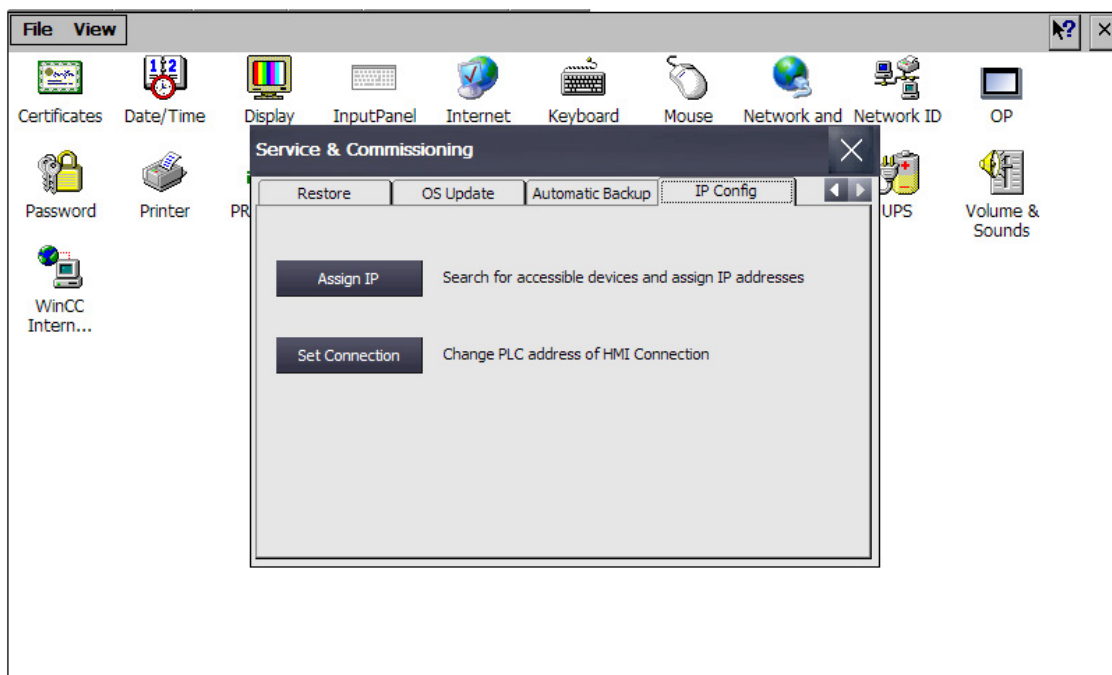 File View
?
Certificates Date/Time Display InputPanel Internet Keyboard Mouse Network and Network ID OP
Service & Commissioning
Restore OS Update Automatic Backup IP Config
Password Printer PR UPS Volume &
Sounds
Assign IP Search for accessible devices and assign IP addresses
WinCC
Intern...
Set Connection Change PLC address of HMI Connection